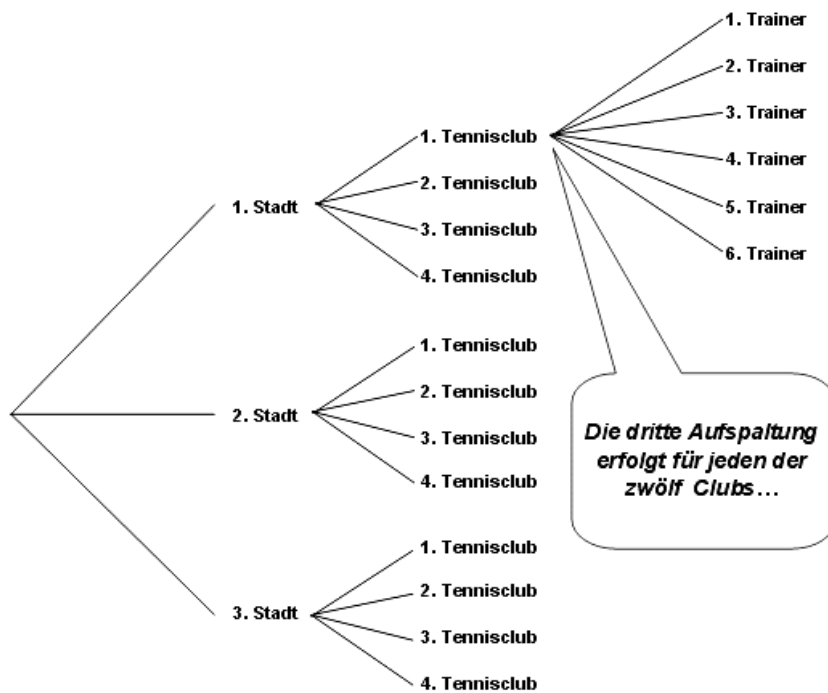 1. Trainer
2. Trainer
3. Trainer
4. Trainer
5. Trainer
6. Trainer
1. Stadt
1. Tennisclub
2. Tennisclub
3. Tennisclub
4. Tennisclub
2. Stadt
1. Tennisclub
2. Tennisclub
3. Tennisclub
4. Tennisclub
3. Stadt
1. Tennisclub
2. Tennisclub
3. Tennisclub
4. Tennisclub
Die dritte Aufspaltung
erfolgt für jeden der
zwölf Clubs…